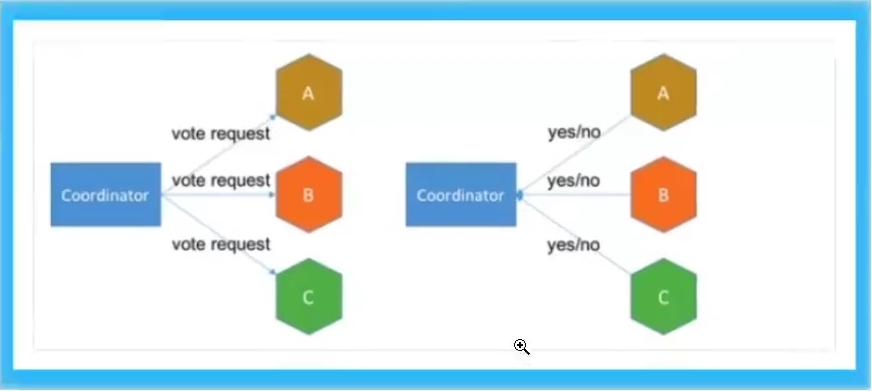 A
vote request
Coordinator
vote request
B
vote request
C
A
yes/no
Coordinator
yes/no
B
yes/no
C